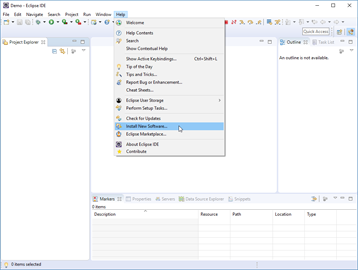 Demo - Eclipse IDE
File Edit Navigate Search Project Run Window Help
Quick Access
Welcome
Help Contents
Search
Show Contextual Help
Show Active Keybindings... Ctrl+Shift+L
Tip of the Day
Tips and Tricks...
Report Bug or Enhancement...
Cheat Sheets...
Eclipse User Storage
Perform Setup Tasks...
Check for Updates
Install New Software...
Eclipse Marketplace...
About Eclipse IDE
Contribute
Project Explorer
Outline Task List
An outline is not available.
Markers Properties Servers Data Source Explorer Snippets
0 items
Description Resource Path Location Type
0 items selected